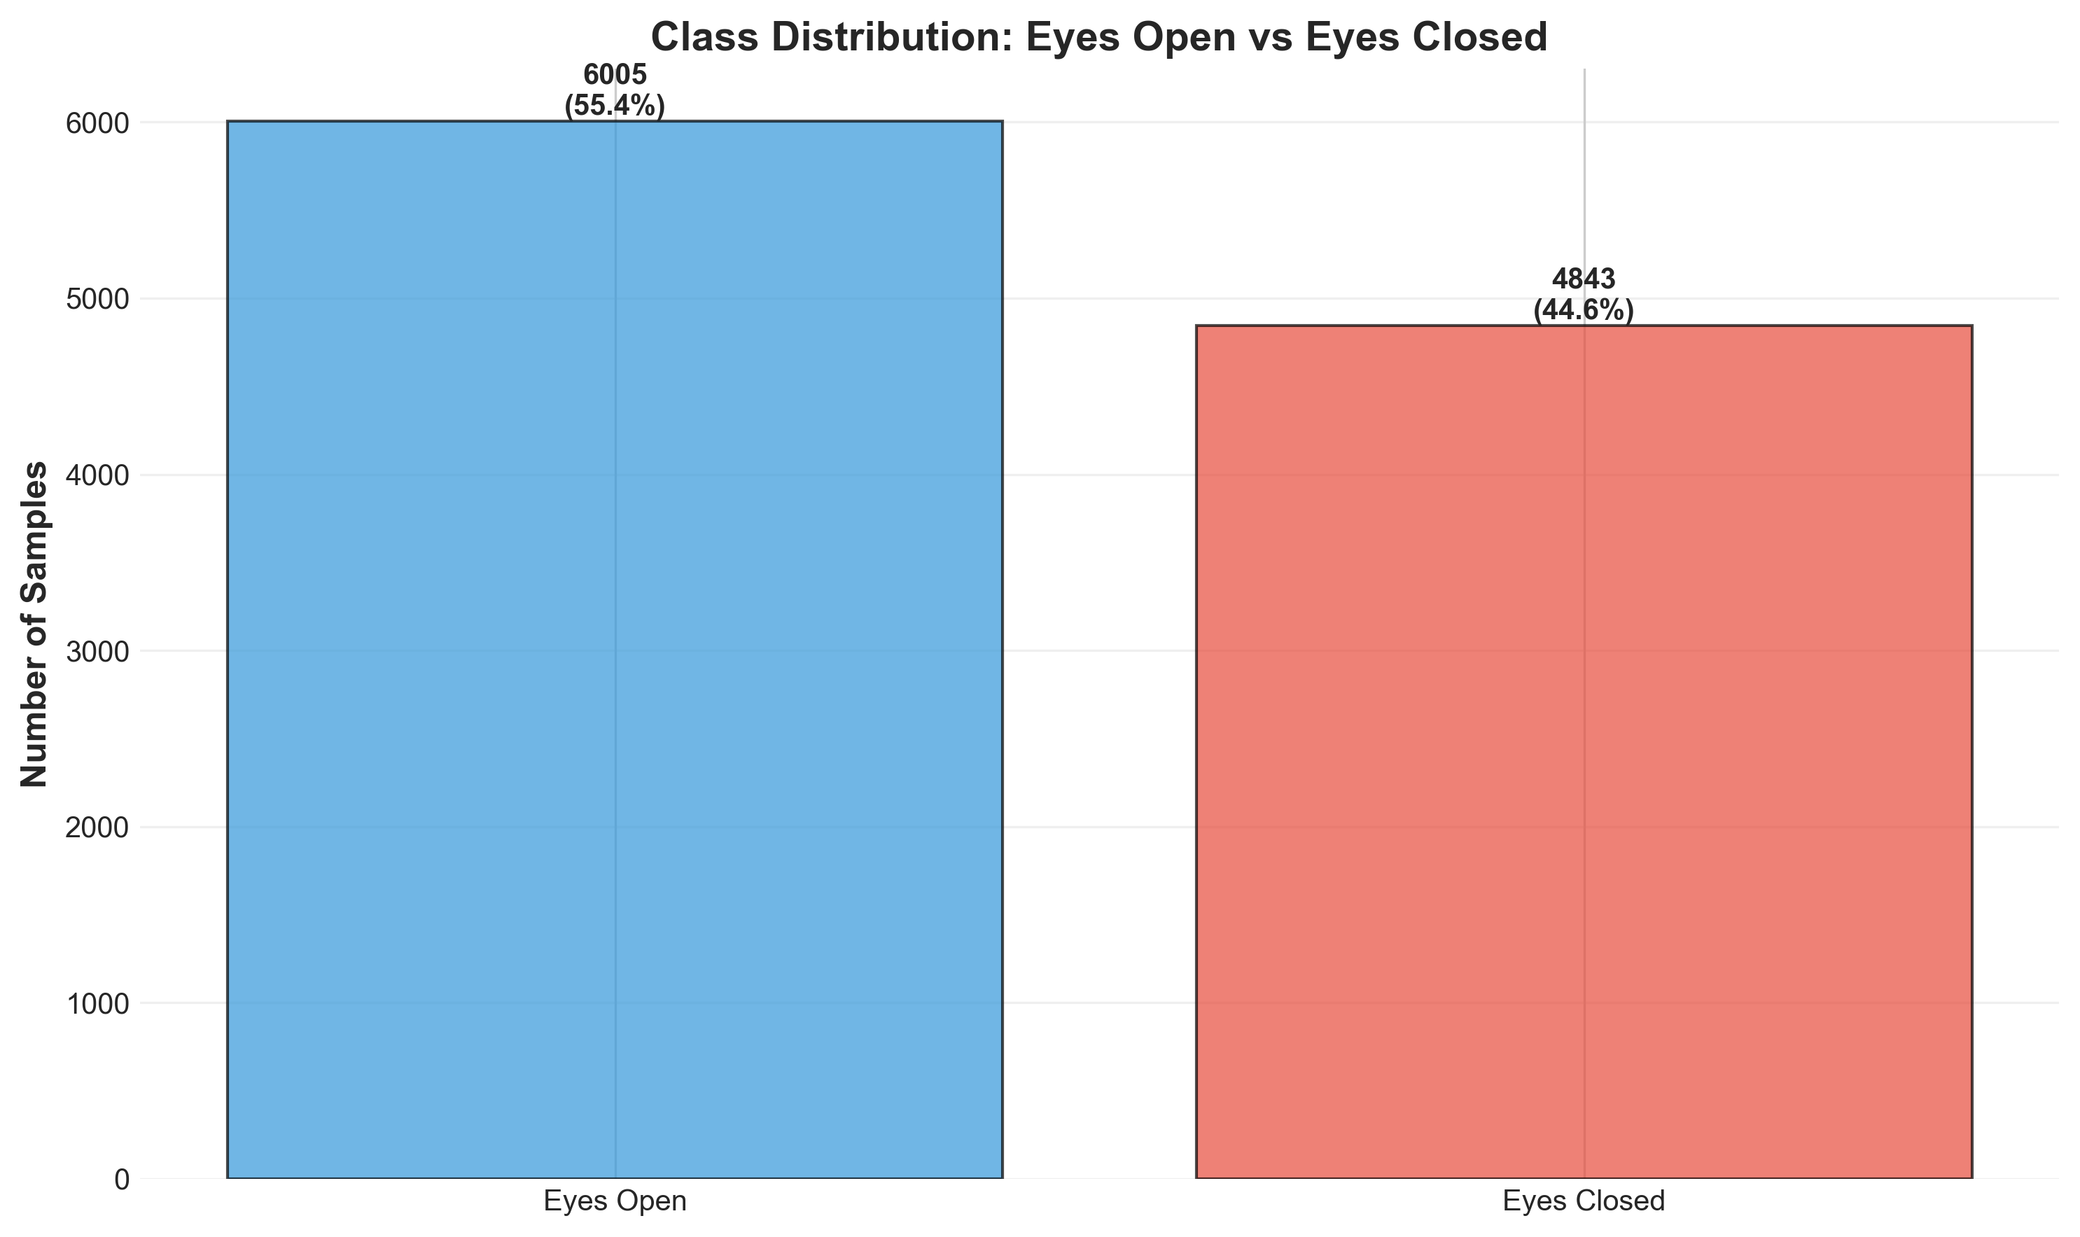 Class Distribution: Eyes Open vs Eyes Closed
6005
(55.4%)
4843
(44.6%)
Number of Samples
6000
5000
4000
3000
2000
1000
0
Eyes Open
Eyes Closed